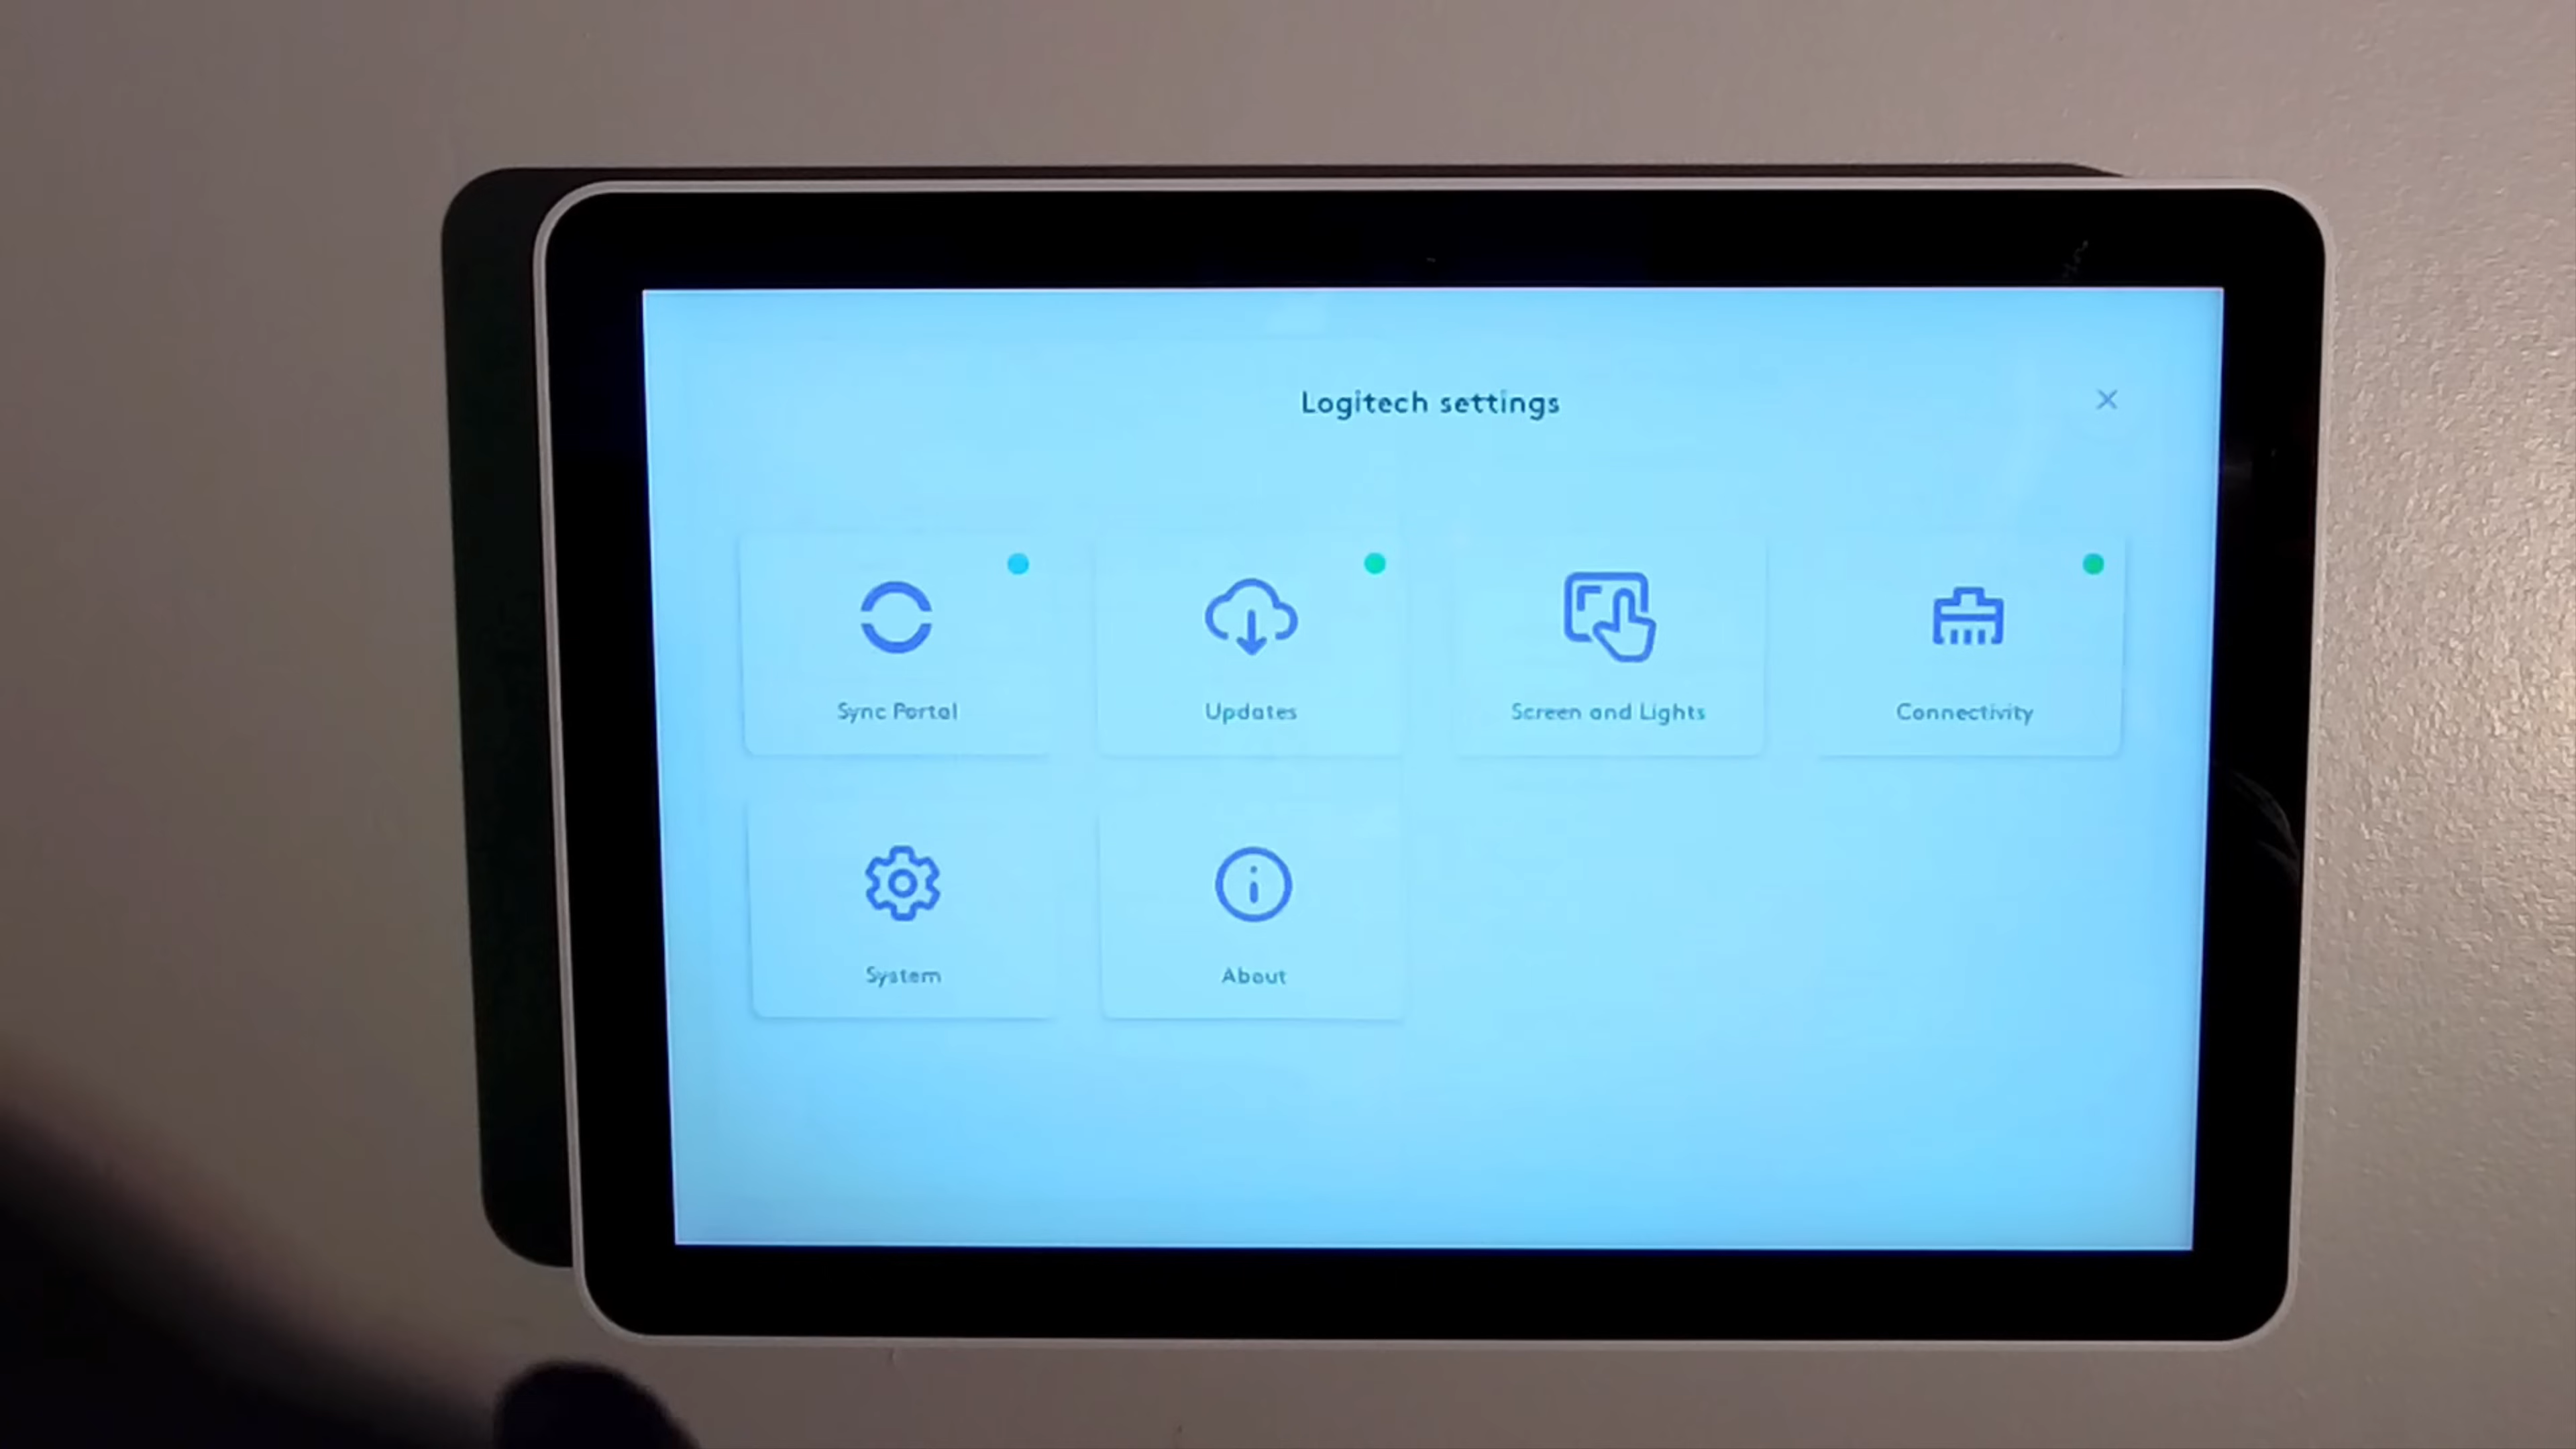 Logitech settings
Sync Portal
Updates
Screen and Lights
Connectivity
System
About